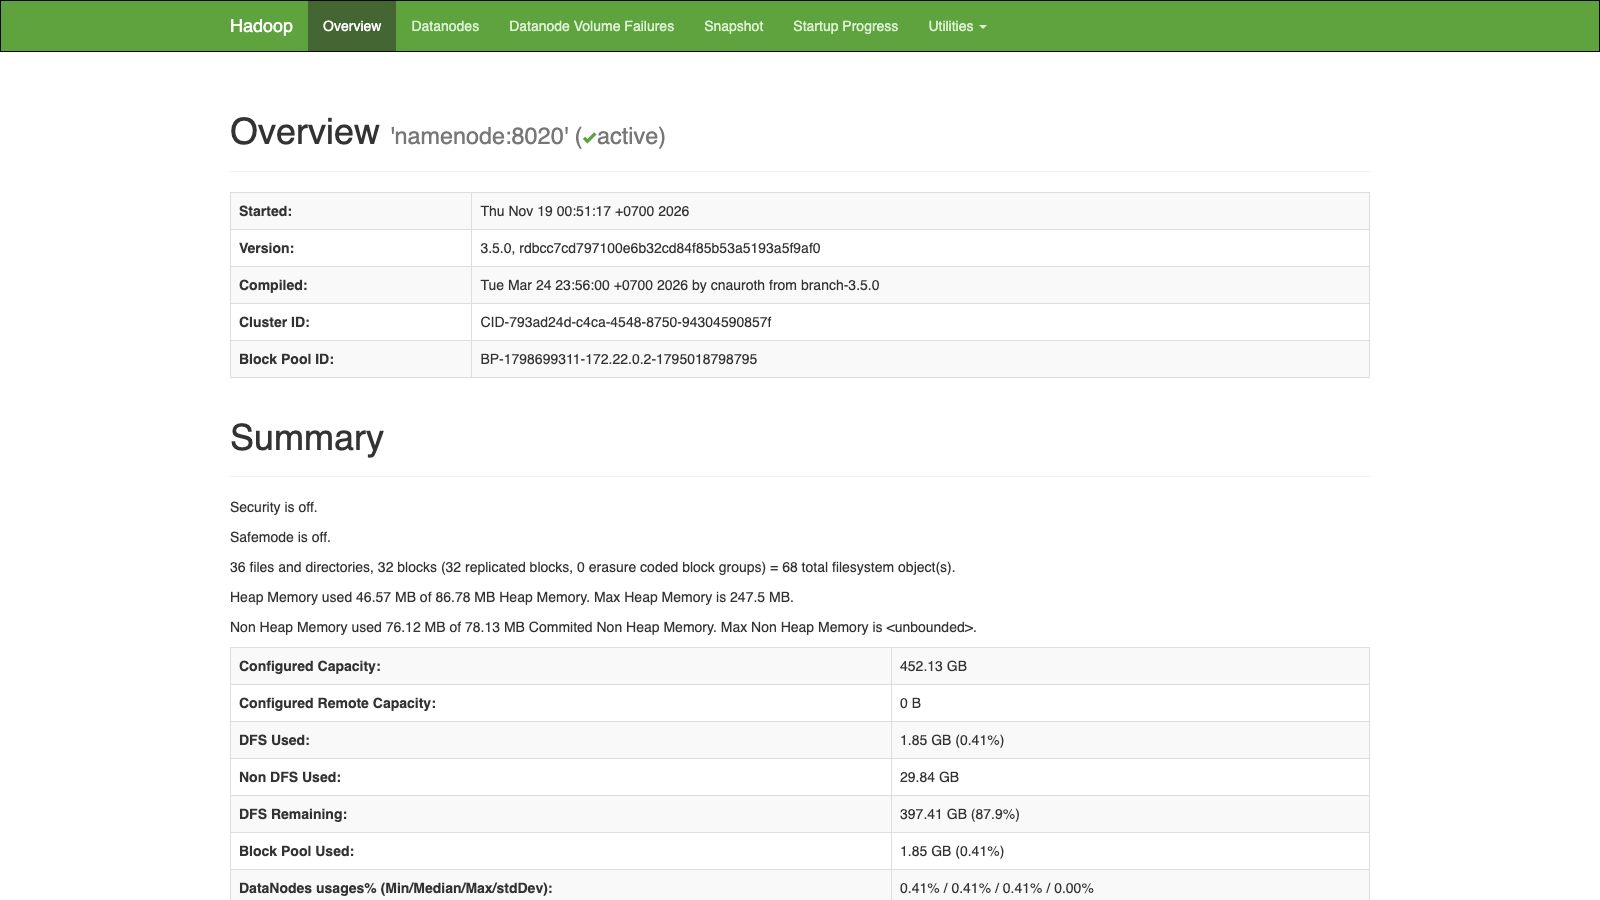 Hadoop Overview Datanodes Datanode Volume Failures Snapshot Startup Progress Utilities
Overview 'namenode:8020' (✔active)
Started: Thu Nov 19 00:51:17 +0700 2026
Version: 3.5.0, rdbcc7cd797100e6b32cd84f85b53a5193a5f9af0
Compiled: Tue Mar 24 23:56:00 +0700 2026 by cnauroth from branch-3.5.0
Cluster ID: CID-793ad24d-c4ca-4548-8750-94304590857f
Block Pool ID: BP-1798699311-172.22.0.2-1795018798795
Summary
Security is off.
Safemode is off.
36 files and directories, 32 blocks (32 replicated blocks, 0 erasure coded block groups) = 68 total filesystem object(s).
Heap Memory used 46.57 MB of 86.78 MB Heap Memory. Max Heap Memory is 247.5 MB.
Non Heap Memory used 76.12 MB of 78.13 MB Commited Non Heap Memory. Max Non Heap Memory is <unbounded>.
Configured Capacity: 452.13 GB
Configured Remote Capacity: 0 B
DFS Used: 1.85 GB (0.41%)
Non DFS Used: 29.84 GB
DFS Remaining: 397.41 GB (87.9%)
Block Pool Used: 1.85 GB (0.41%)
DataNodes usages% (Min/Median/Max/stdDev): 0.41% / 0.41% / 0.41% / 0.00%